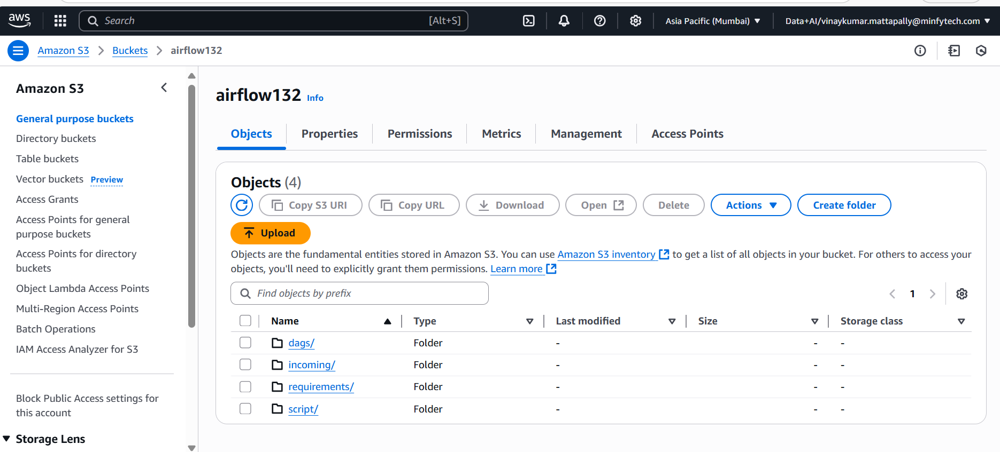 aws Search [Alt+S] Asia Pacific (Mumbai) Data+AI/vinaykumar.mattapally@minfytech.com
Amazon S3 Buckets airflow132
Amazon S3
General purpose buckets
Directory buckets
Table buckets
Vector buckets Preview
Access Grants
Access Points for general
purpose buckets
Access Points for directory
buckets
Object Lambda Access Points
Multi-Region Access Points
Batch Operations
IAM Access Analyzer for S3
Block Public Access settings for
this account
Storage Lens
airflow132 Info
Objects Properties Permissions Metrics Management Access Points
Objects (4)
Copy S3 URI Copy URL Download Open Delete Actions Create folder
Upload
Objects are the fundamental entities stored in Amazon S3. You can use Amazon S3 inventory to get a list of all objects in your bucket. For others to access your
objects, you'll need to explicitly grant them permissions. Learn more
Find objects by prefix 1
Name Type Last modified Size Storage class
dags/ Folder - - -
incoming/ Folder - - -
requirements/ Folder - - -
script/ Folder - - -